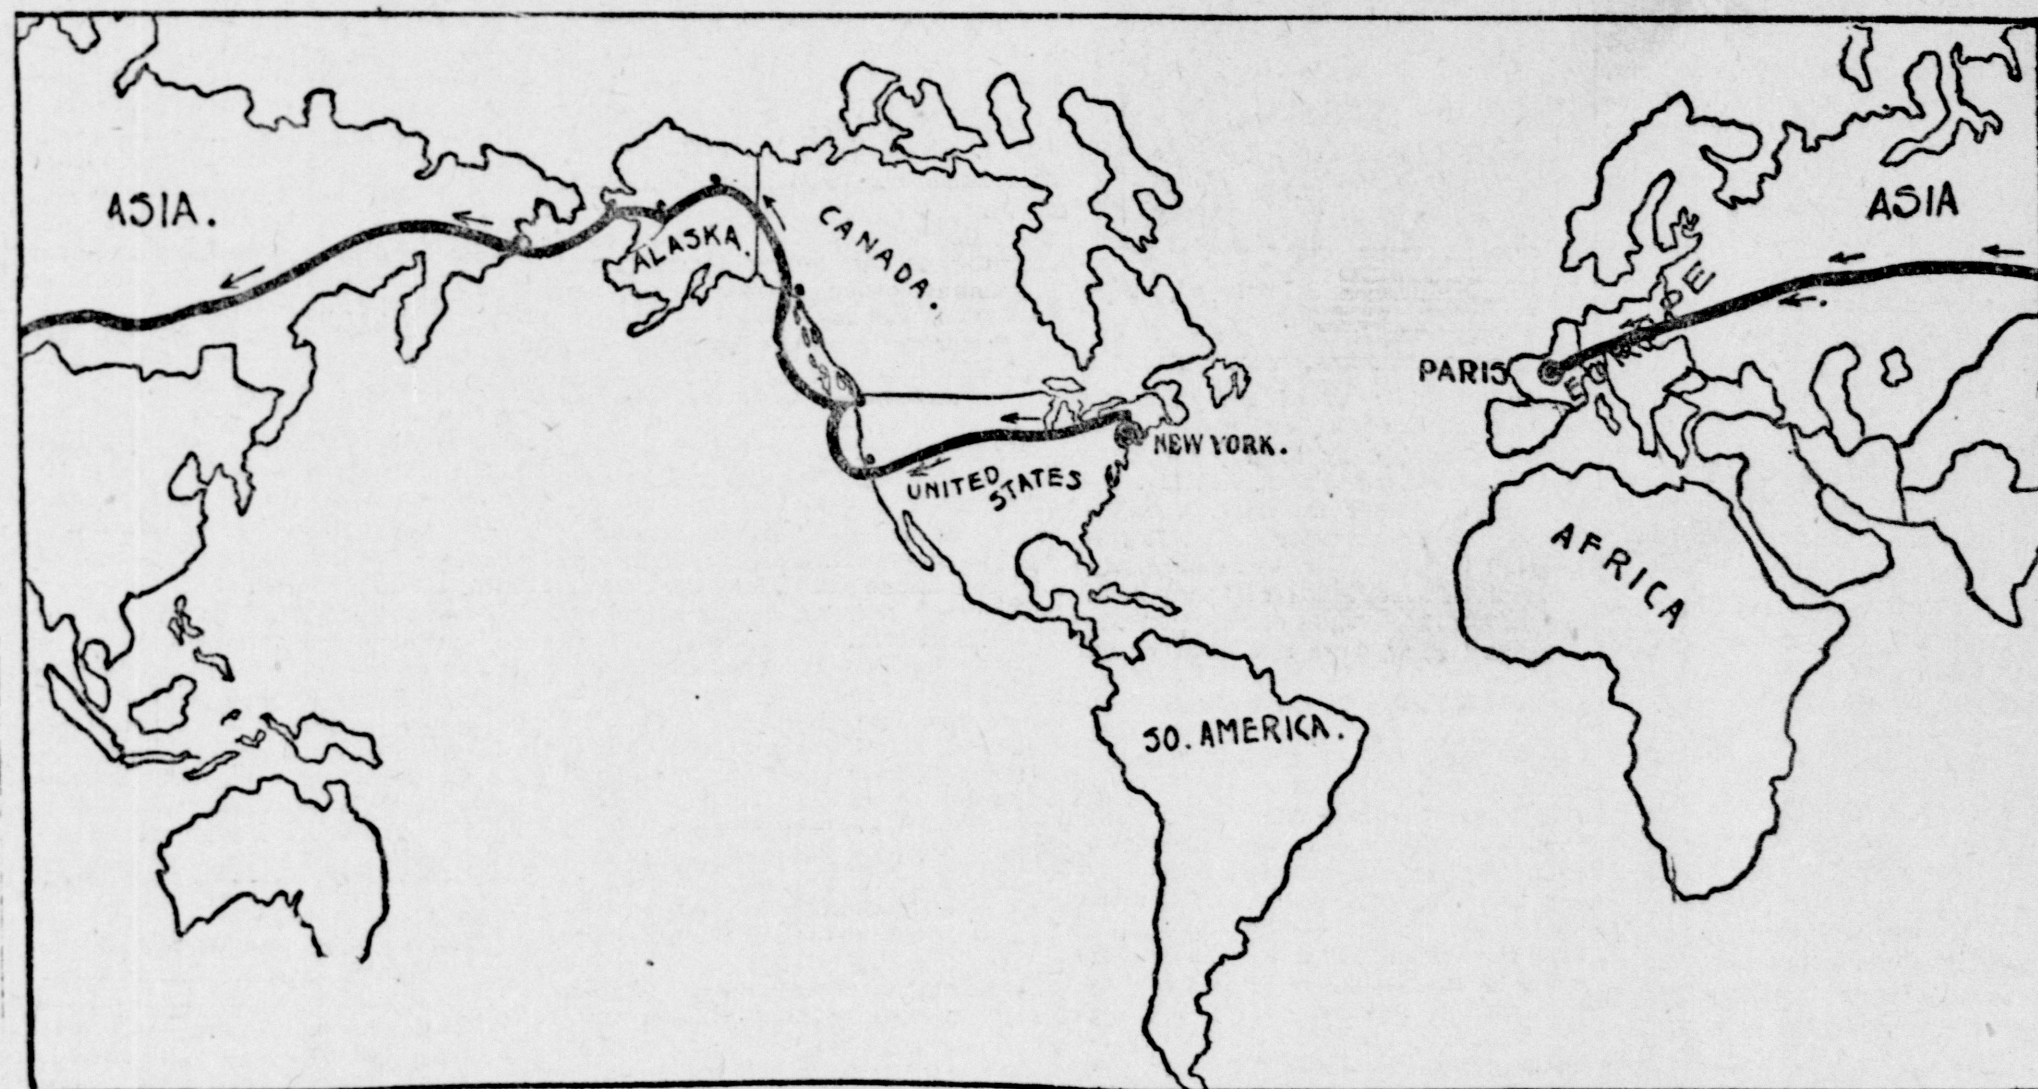 ASIA.
ALASKA.
CANADA.
ASIA
EUROPE
PARIS
NEW YORK.
UNITED
STATES
AFRICA
SO. AMERICA.